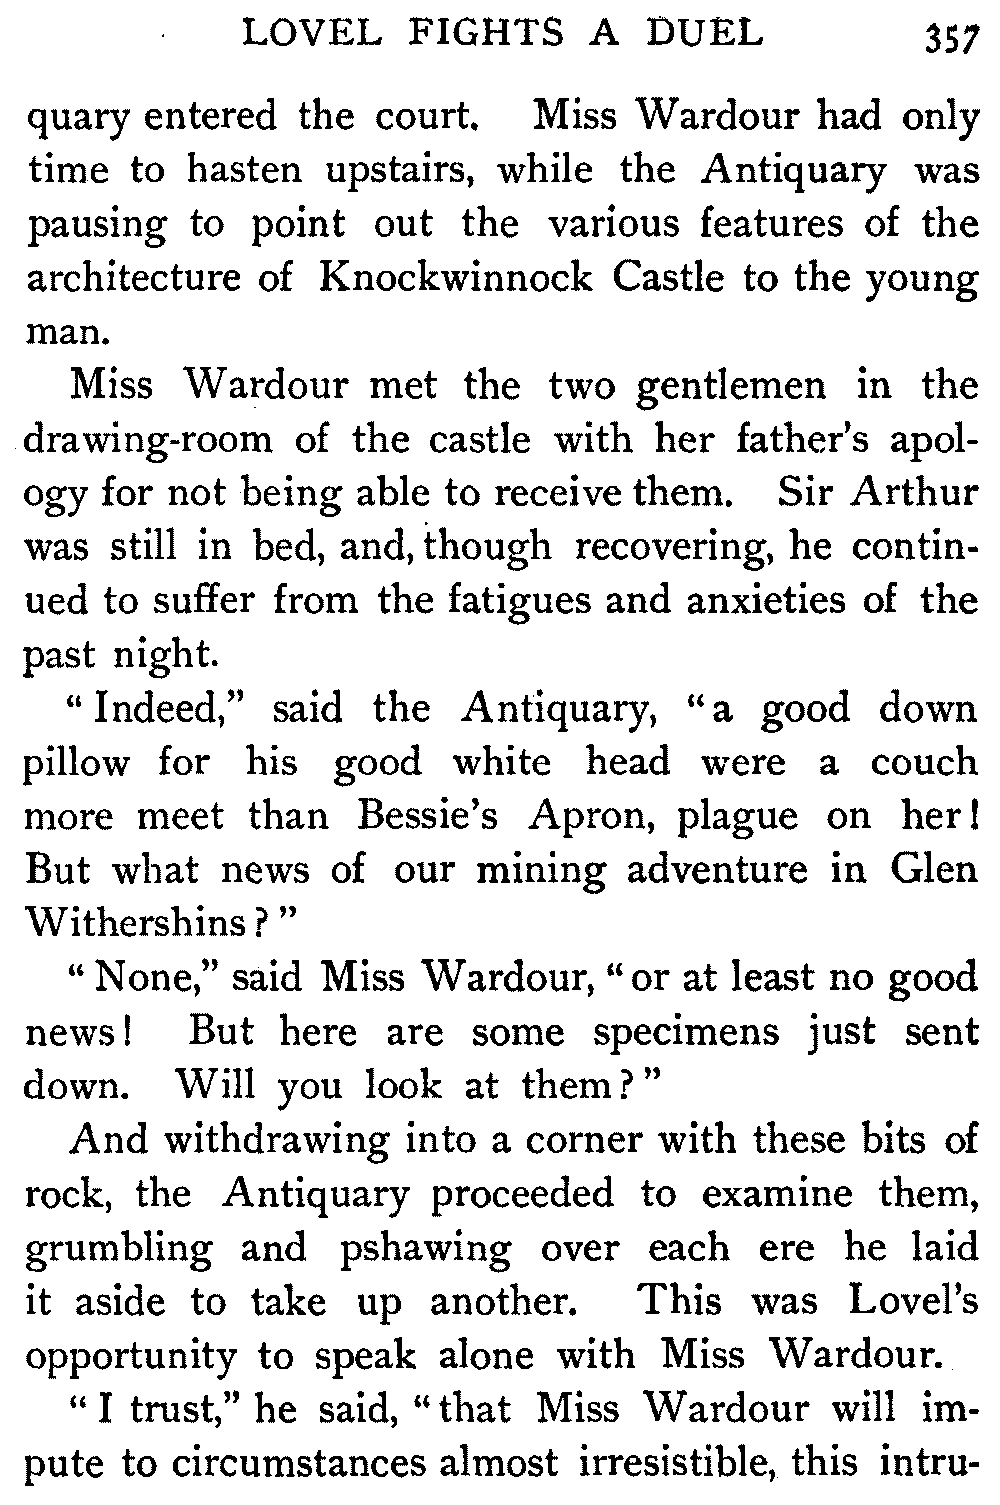 LOVEL FIGHTS A DUEL 357
quary entered the court. Miss Wardour had only
time to hasten upstairs, while the Antiquary was
pausing to point out the various features of the
architecture of Knockwinnock Castle to the young
man.
Miss Wardour met the two gentlemen in the
drawing-room of the castle with her father's apol-
ogy for not being able to receive them. Sir Arthur
was still in bed, and, though recovering, he contin-
ued to suffer from the fatigues and anxieties of the
past night.
“Indeed,” said the Antiquary, “a good down
pillow for his good white head were a couch
more meet than Bessie's Apron, plague on her!
But what news of our mining adventure in Glen
Withershins?”
“None,” said Miss Wardour, “or at least no good
news! But here are some specimens just sent
down. Will you look at them?”
And withdrawing into a corner with these bits of
rock, the Antiquary proceeded to examine them,
grumbling and pshawing over each ere he laid
it aside to take up another. This was Lovel's
opportunity to speak alone with Miss Wardour.
“I trust,” he said, “that Miss Wardour will im-
pute to circumstances almost irresistible, this intru-